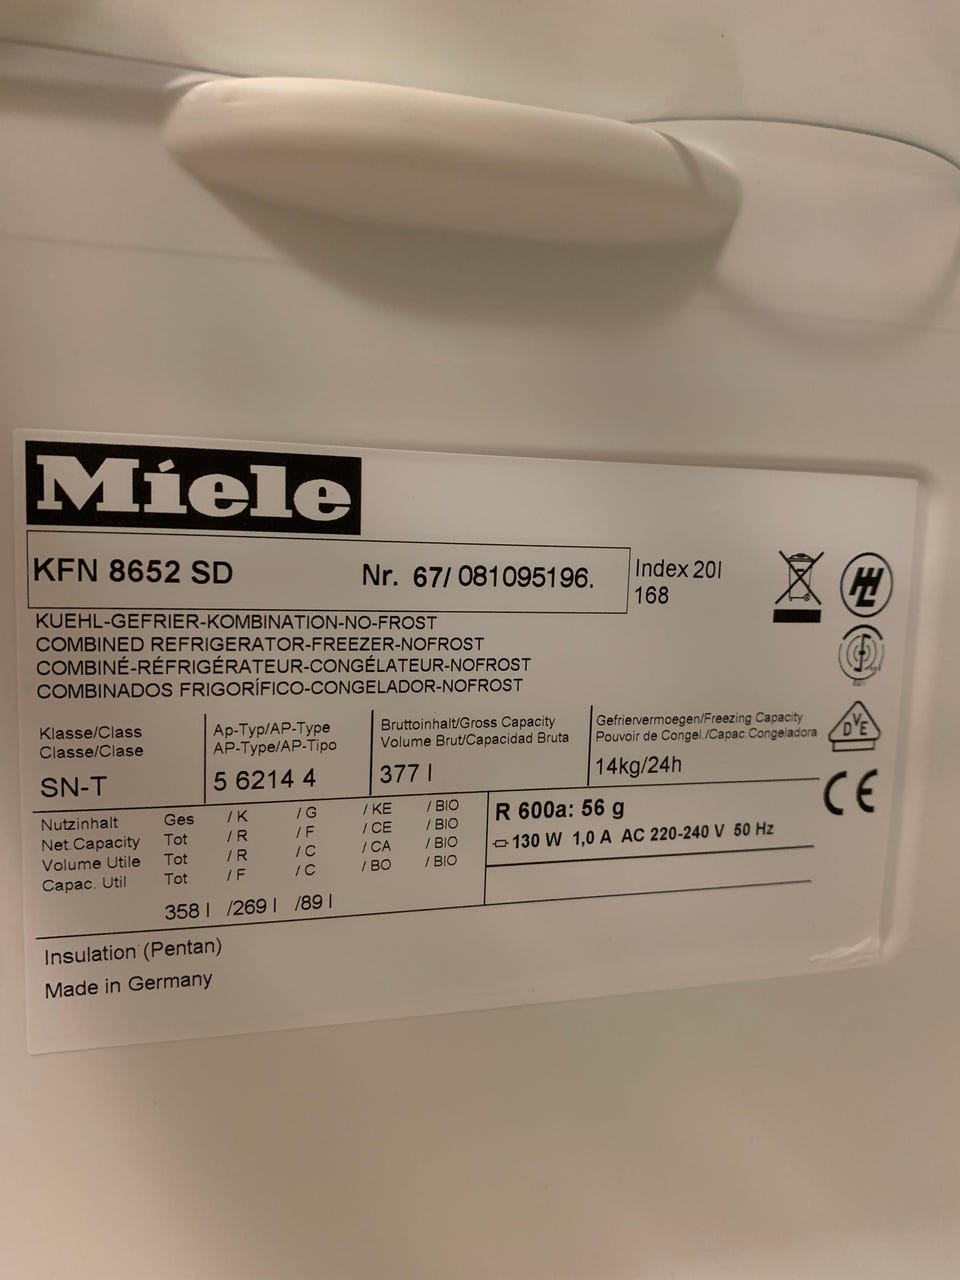 Miele
KFN 8652 SD Nr. 67/ 081095196. Index 20I
168
KUEHL-GEFRIER-KOMBINATION-NO-FROST
COMBINED REFRIGERATOR-FREEZER-NOFROST
COMBINÉ-RÉFRIGÉRATEUR-CONGÉLATEUR-NOFROST
COMBINADOS FRIGORÍFICO-CONGELADOR-NOFROST
Klasse/Class
Classe/Clase
SN-T
Ap-Typ/AP-Type
AP-Type/AP-Tipo
5 6214 4
Bruttoinhalt/Gross Capacity
Volume Brut/Capacidad Bruta
377 l
Gefriervermoegen/Freezing Capacity
Pouvoir de Congel./Capac.Congeladora
14kg/24h
DVE
CE
Nutzinhalt Ges / K / G / KE / BIO
Net.Capacity Tot / R / F / CE / BIO
Volume Utile Tot / R / C / CA / BIO
Capac. Util Tot / F / C / BO / BIO
358 l /269 l /89 l
R 600a: 56 g
130 W 1,0 A AC 220-240 V 50 Hz
Insulation (Pentan)
Made in Germany